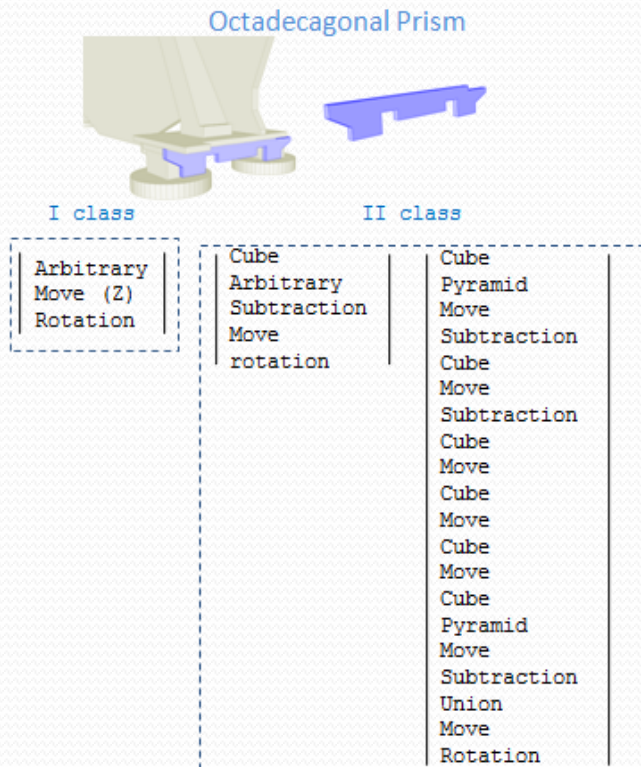 Octadecagonal Prism
I class
II class
Arbitrary
Move (Z)
Rotation
Cube
Arbitrary
Subtraction
Move
rotation
Cube
Pyramid
Move
Subtraction
Cube
Move
Subtraction
Cube
Move
Cube
Move
Cube
Move
Cube
Pyramid
Move
Subtraction
Union
Move
Rotation